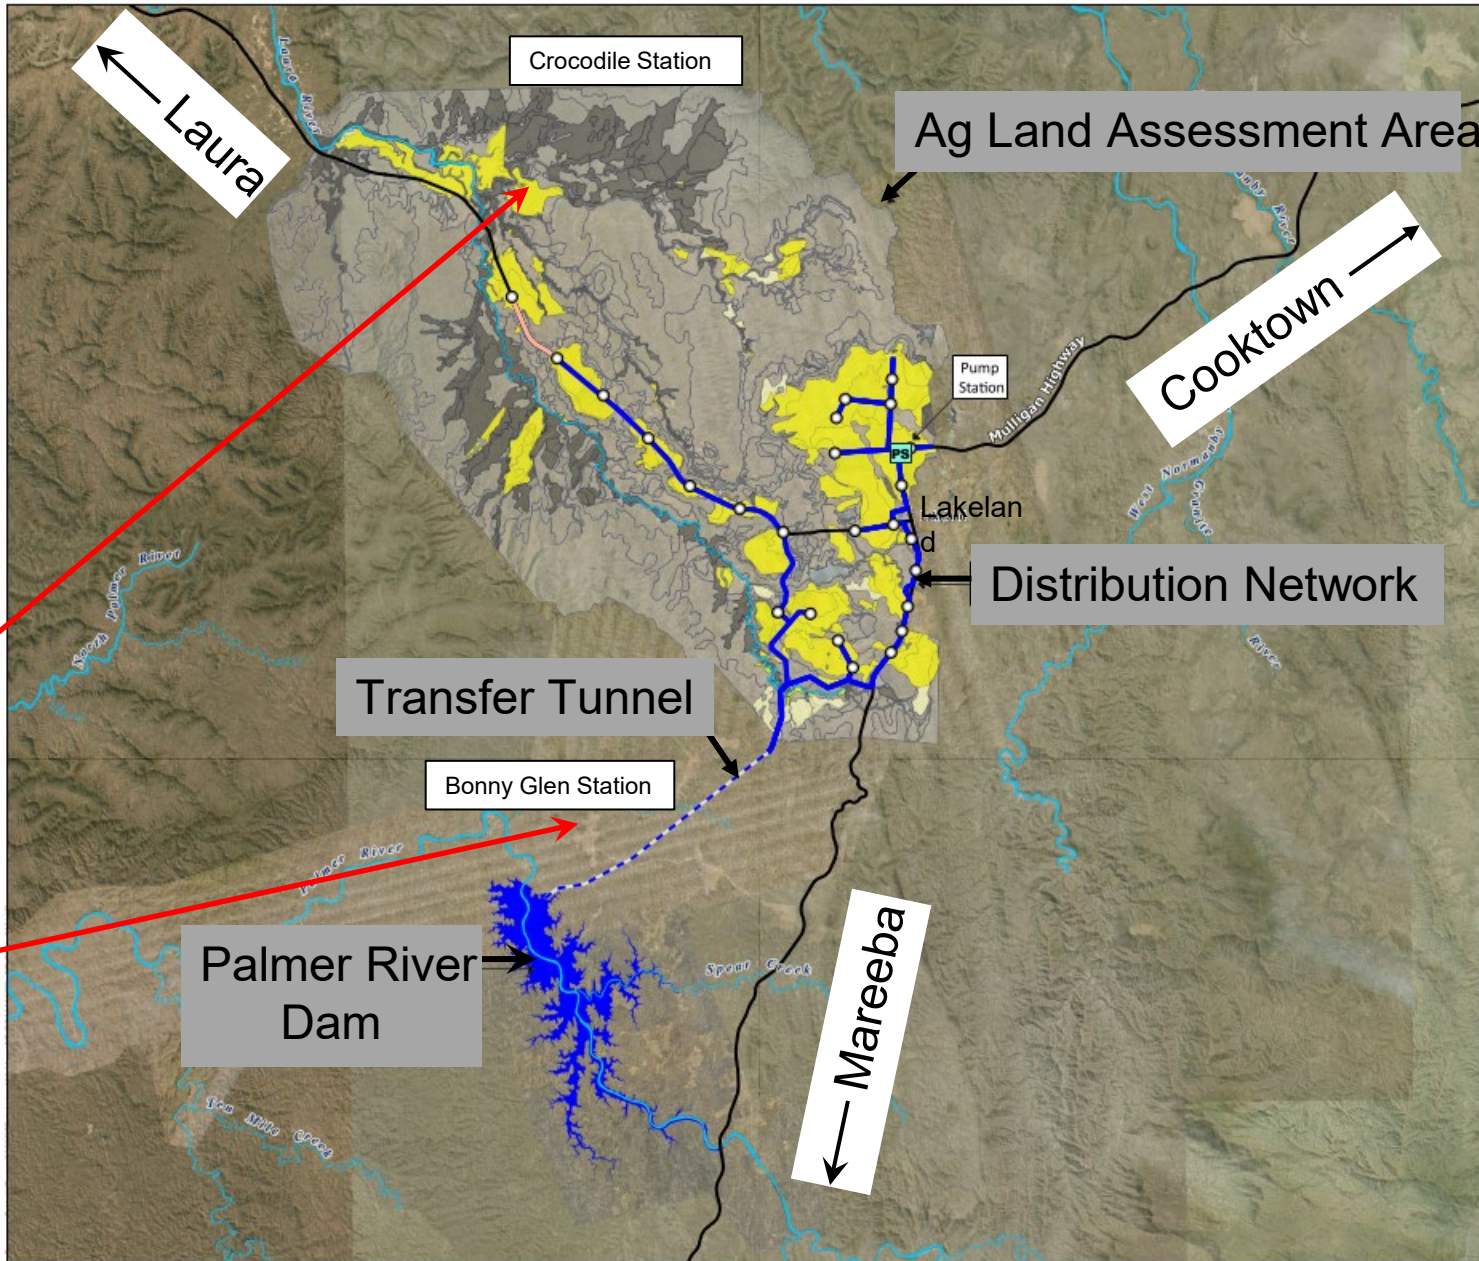 Crocodile Station
Laura
Laura River
Ag Land Assessment Area
Cooktown
Pump
Station
Mulligan Highway
PS
West Normanby
Granite
River
Lakelan
d
Distribution Network
North Palmer River
Transfer Tunnel
Bonny Glen Station
Palmer River
Palmer River
Dam
Spear Creek
Mareeba
Ten Mile Creek